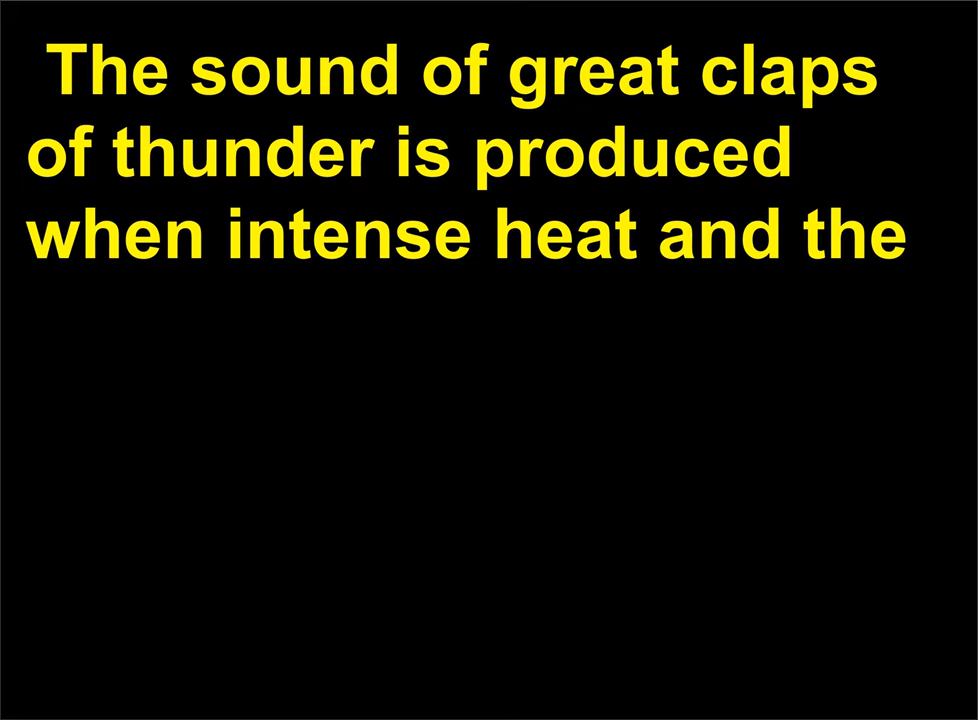 The sound of great claps
of thunder is produced
when intense heat and the